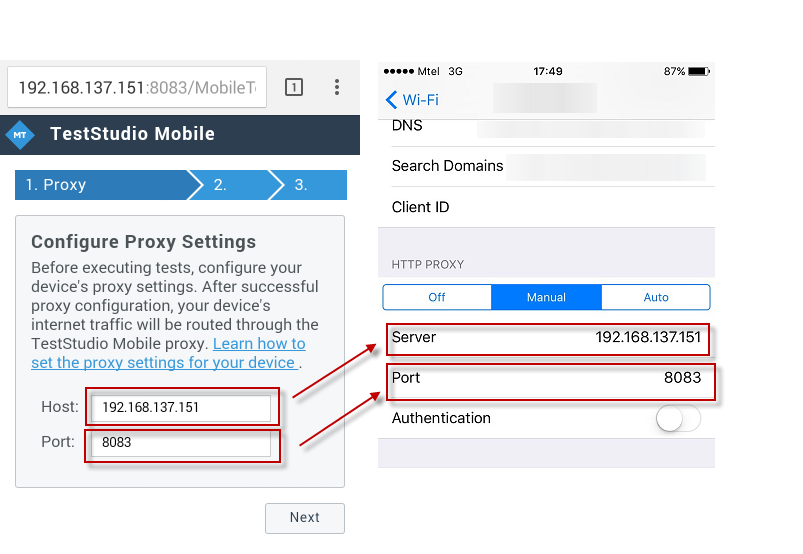 192.168.137.151:8083/MobileTe
1
MT
TestStudio Mobile
1. Proxy
2.
3.
Configure Proxy Settings
Before executing tests, configure your
device's proxy settings. After successful
proxy configuration, your device's
internet traffic will be routed through the
TestStudio Mobile proxy. Learn how to
set the proxy settings for your device .
Host: 192.168.137.151
Port: 8083
Next
Mtel 3G 17:49 87%
Wi-Fi
DNS
Search Domains
Client ID
HTTP PROXY
Off Manual Auto
Server 192.168.137.151
Port 8083
Authentication